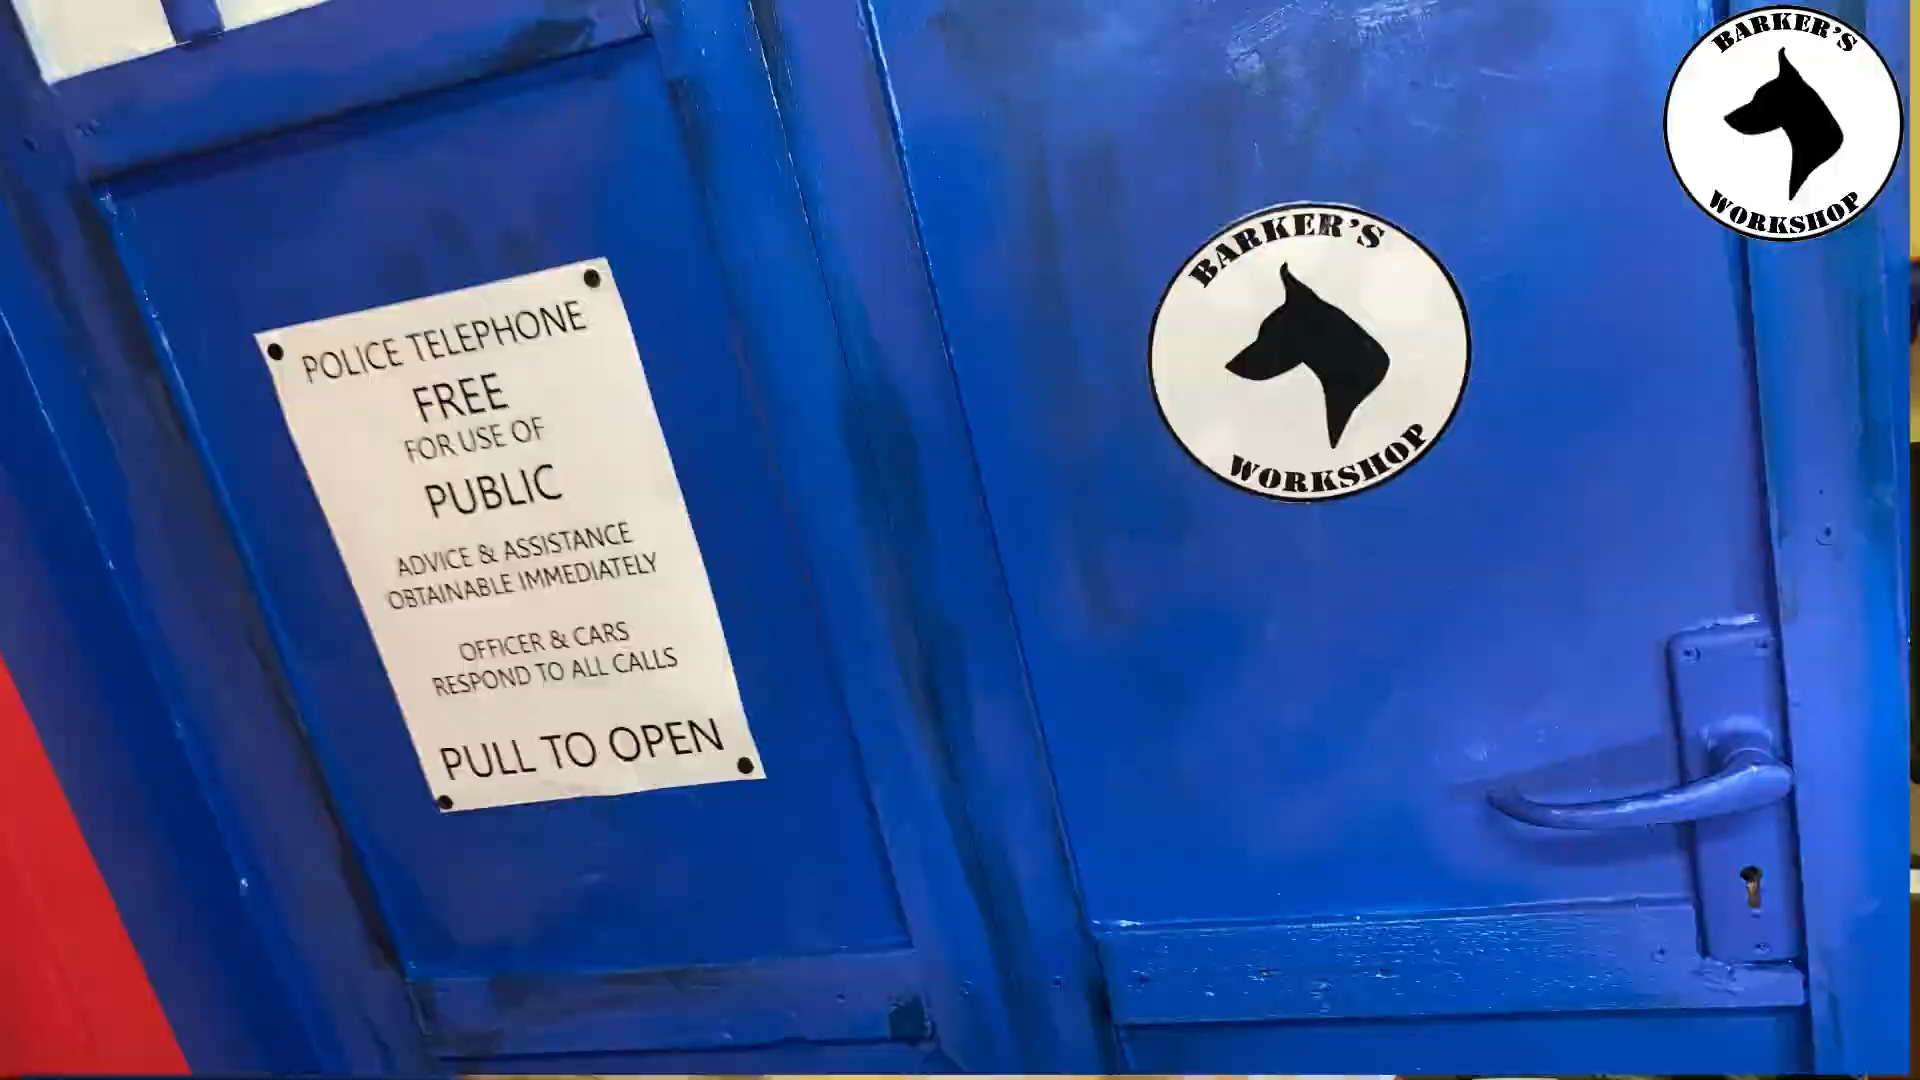 POLICE TELEPHONE
FREE
FOR USE OF
PUBLIC
ADVICE & ASSISTANCE
OBTAINABLE IMMEDIATELY
OFFICER & CARS
RESPOND TO ALL CALLS
PULL TO OPEN
BARKER'S
WORKSHOP
BARKER'S
WORKSHOP